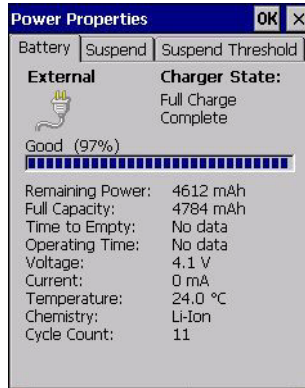 Power Properties OK ×
Battery Suspend Suspend Threshold
External Charger State:
Full Charge
Complete
Good (97%)
Remaining Power: 4612 mAh
Full Capacity: 4784 mAh
Time to Empty: No data
Operating Time: No data
Voltage: 4.1 V
Current: 0 mA
Temperature: 24.0 °C
Chemistry: Li-Ion
Cycle Count: 11